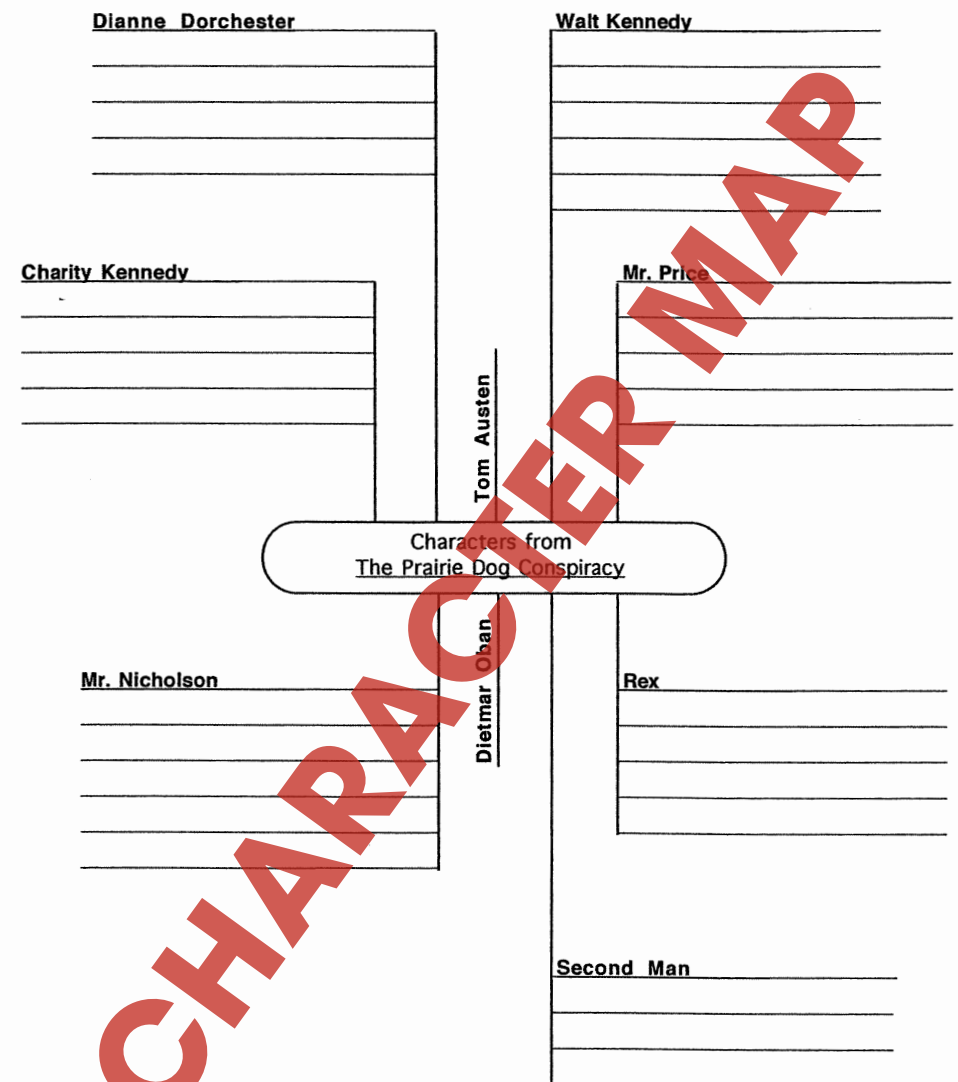 Dianne Dorchester
Walt Kennedy
Charity Kennedy
Mr. Price
Tom Austen
Characters from
The Prairie Dog Conspiracy
Dietmar Oban
Mr. Nicholson
Rex
Second Man
CHARACTER MAP